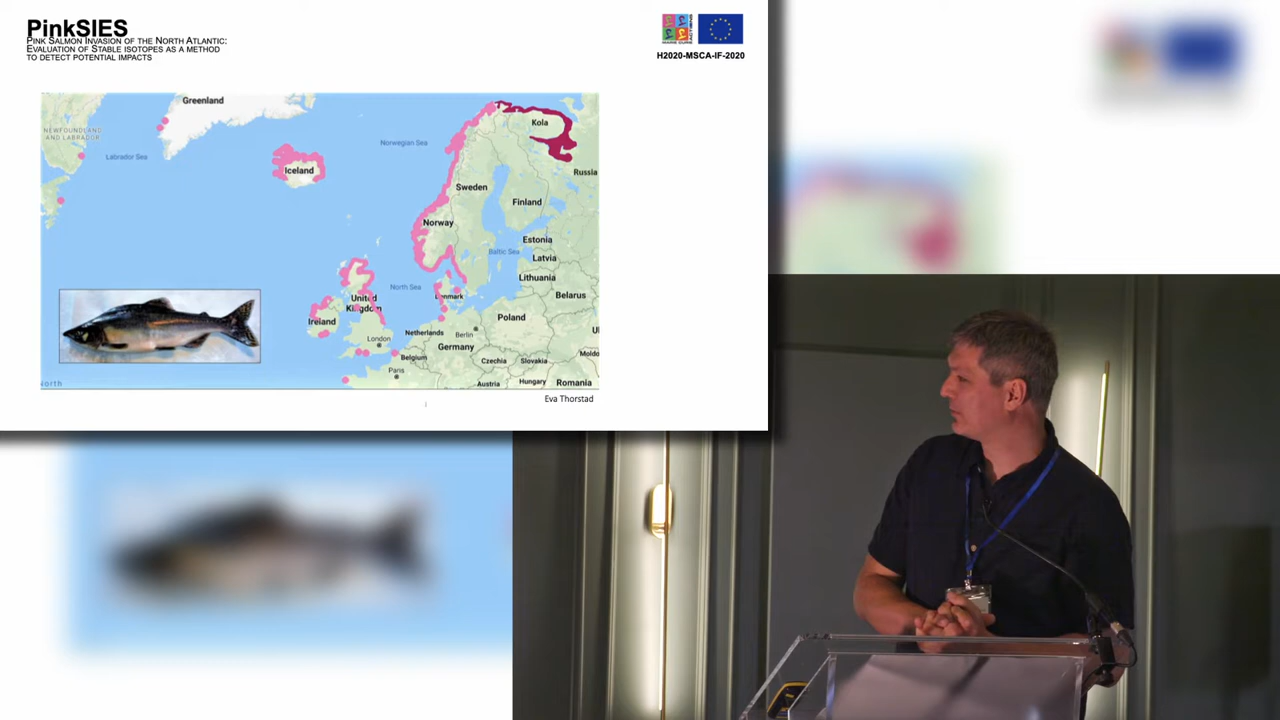 PinkSIES
Pink Salmon Invasion of the North Atlantic:
Evaluation of Stable isotopes as a method
to detect potential impacts
H2020-MSCA-IF-2020
Greenland
NEWFOUNDLAND
AND LABRADOR
Labrador Sea
Iceland
Norwegian Sea
Kola
Russia
Sweden
Finland
Norway
Estonia
Baltic Sea
Latvia
Lithuania
North Sea
Denmark
United
Kingdom
Ireland
Belarus
Poland
Netherlands
Berlin
London
Germany
Belgium
Czechia
Slovakia
Moldo
Paris
Austria
Hungary
Romania
orth
Eva Thorstad